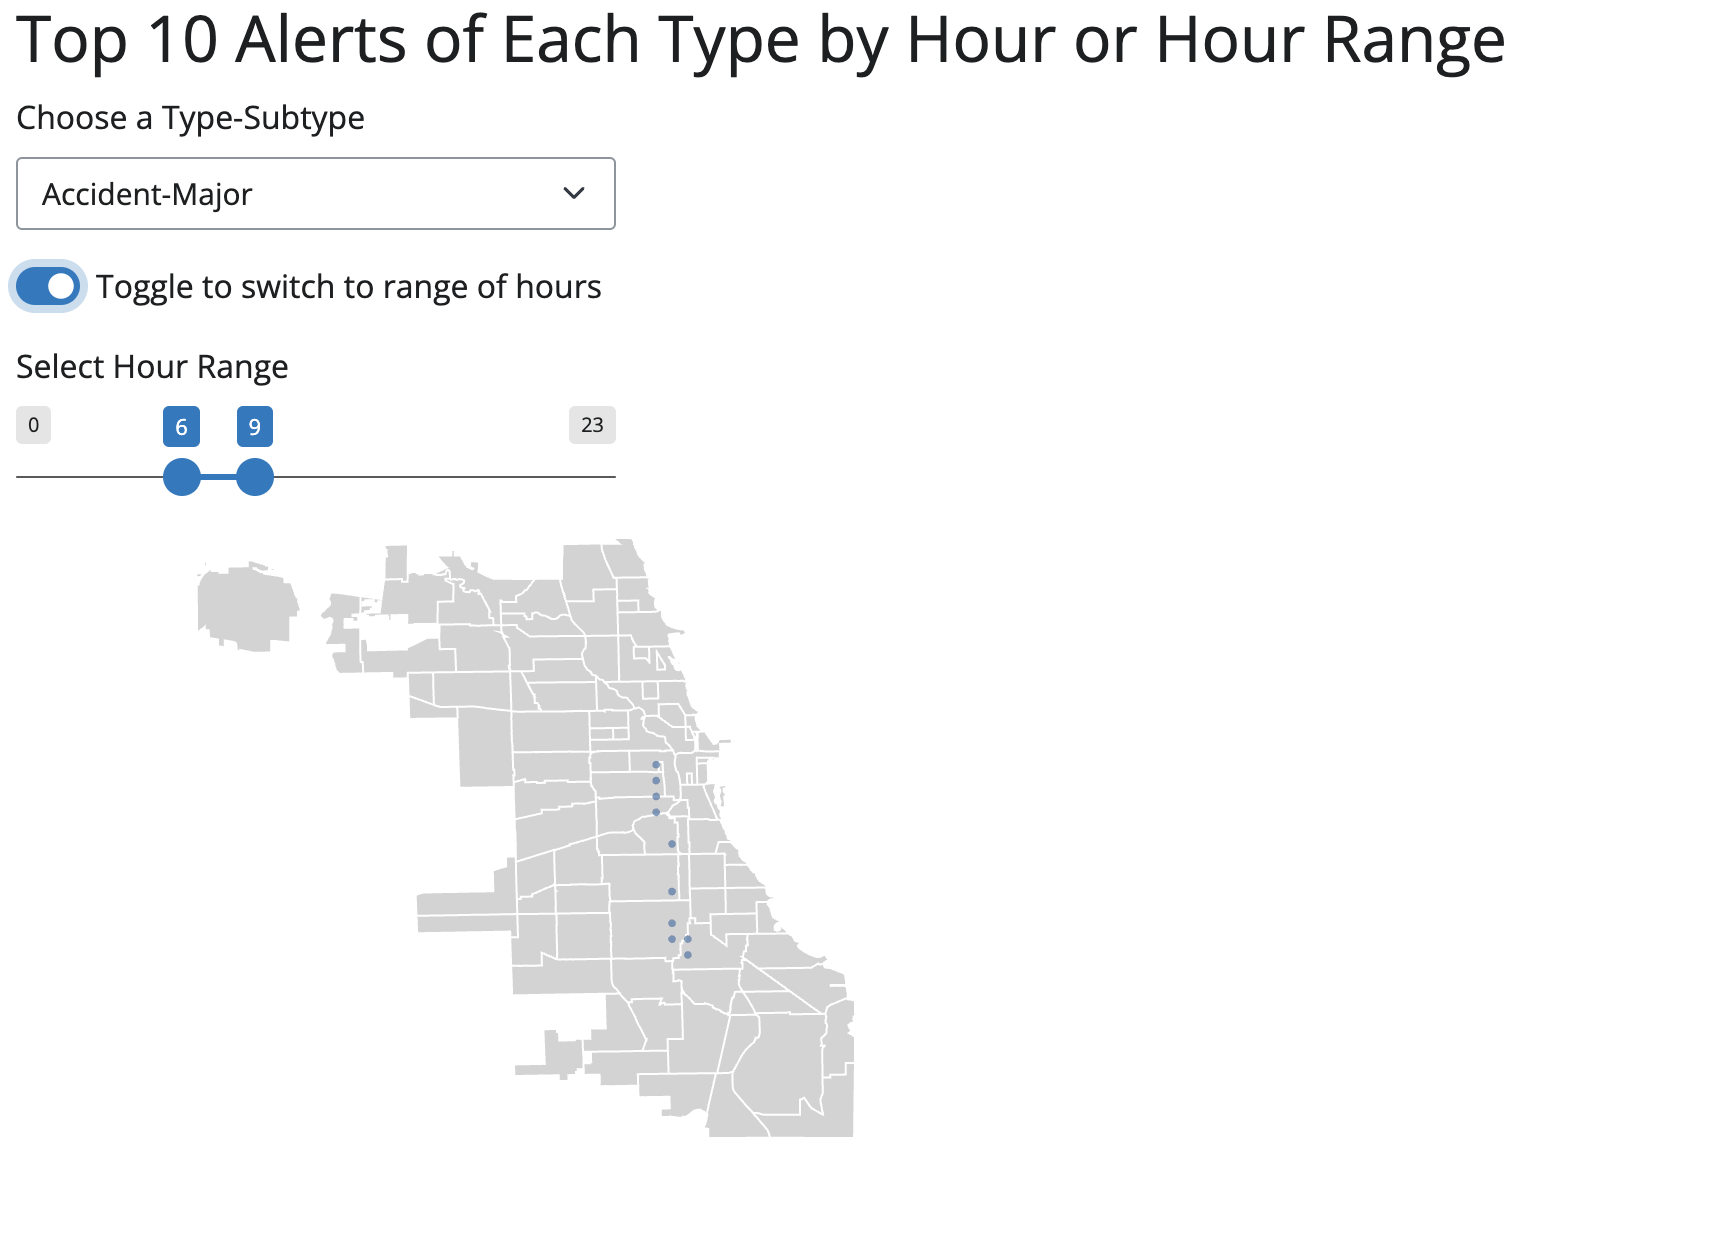 Top 10 Alerts of Each Type by Hour or Hour Range
Choose a Type-Subtype
Accident-Major
Toggle to switch to range of hours
Select Hour Range
0 6 9 23